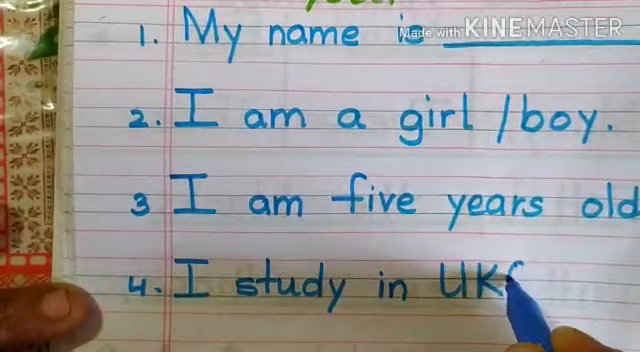 1. My name is
Made with KINEMASTER
2. I am a girl /boy.
3 I am five years old
4. I study in UK